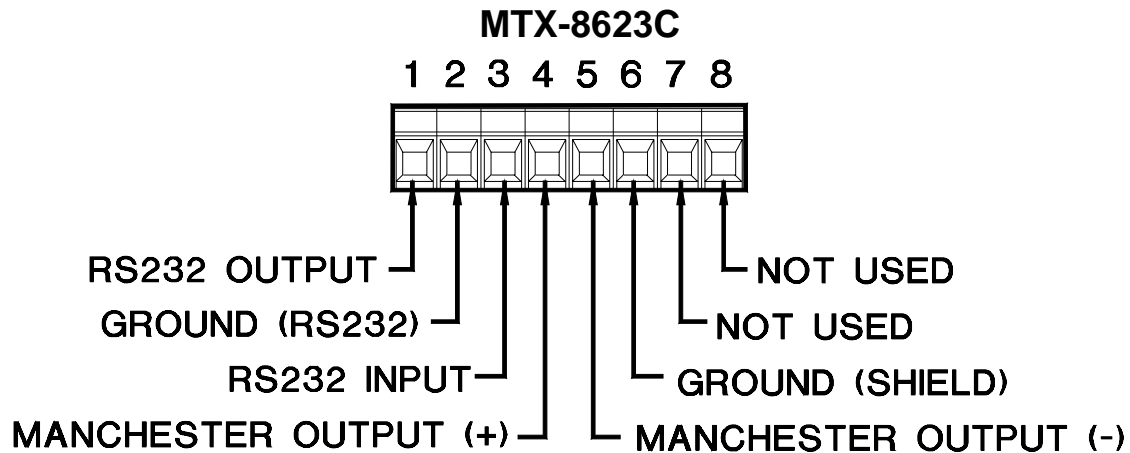 MTX-8623C
1 2 3 4 5 6 7 8
RS232 OUTPUT
NOT USED
GROUND (RS232)
NOT USED
RS232 INPUT
GROUND (SHIELD)
MANCHESTER OUTPUT (+)
MANCHESTER OUTPUT (-)